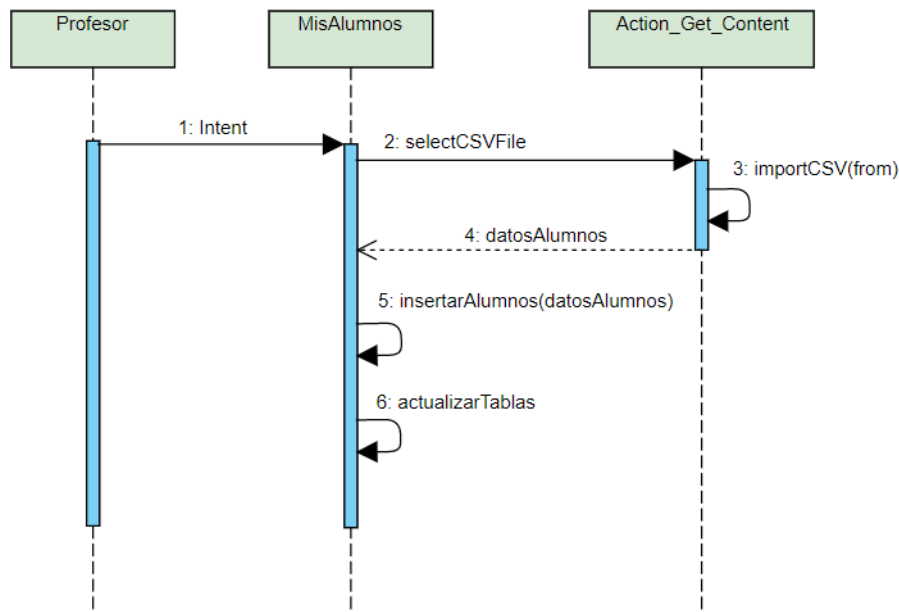 Profesor
MisAlumnos
Action_Get_Content
1: Intent
2: selectCSVFile
3: importCSV(from)
4: datosAlumnos
5: insertarAlumnos(datosAlumnos)
6: actualizarTablas